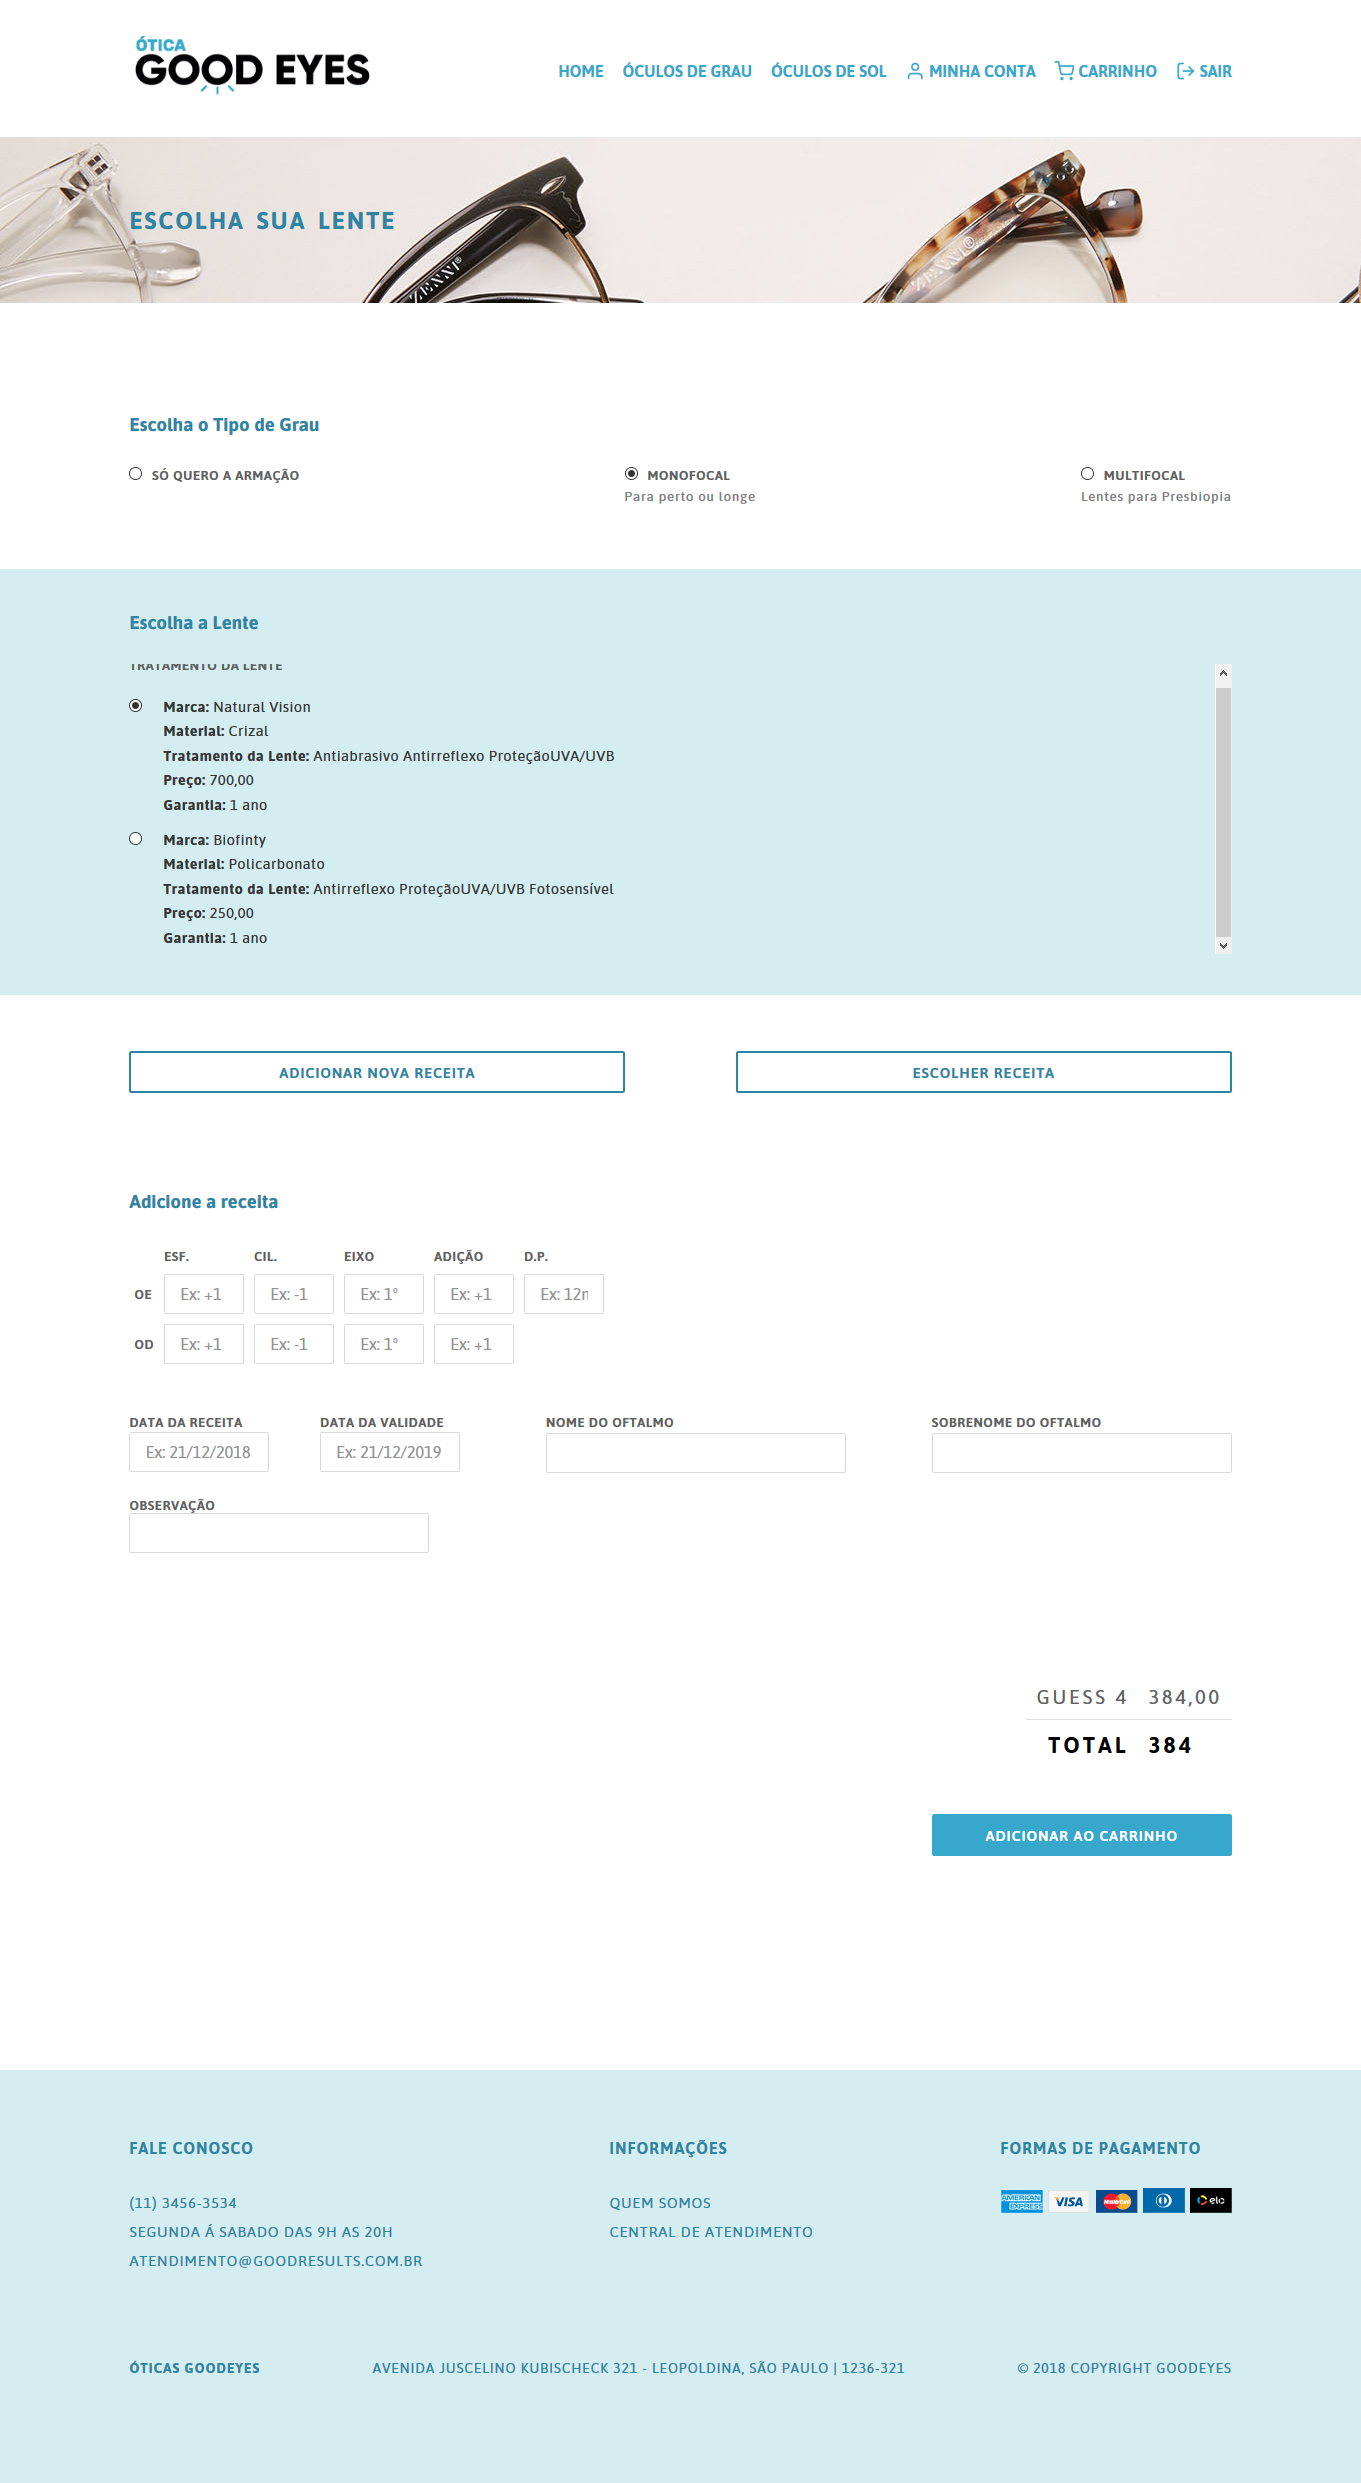 ÓTICA
GOOD EYES
HOME ÓCULOS DE GRAU ÓCULOS DE SOL MINHA CONTA CARRINHO SAIR
ESCOLHA SUA LENTE
ZENNI®
ZENNI®
Escolha o Tipo de Grau
SÓ QUERO A ARMAÇÃO
MONOFOCAL
Para perto ou longe
MULTIFOCAL
Lentes para Presbiopia
Escolha a Lente
TRATAMENTO DA LENTE
Marca: Natural Vision
Material: Crizal
Tratamento da Lente: Antiabrasivo Antirreflexo ProteçãoUVA/UVB
Preço: 700,00
Garantia: 1 ano
Marca: Biofinty
Material: Policarbonato
Tratamento da Lente: Antirreflexo ProteçãoUVA/UVB Fotosensível
Preço: 250,00
Garantia: 1 ano
ADICIONAR NOVA RECEITA
ESCOLHER RECEITA
Adicione a receita
ESF. CIL. EIXO ADIÇÃO D.P.
OE Ex: +1 Ex: -1 Ex: 1° Ex: +1 Ex: 12m
OD Ex: +1 Ex: -1 Ex: 1° Ex: +1
DATA DA RECEITA DATA DA VALIDADE NOME DO OFTALMO SOBRENOME DO OFTALMO
Ex: 21/12/2018 Ex: 21/12/2019
OBSERVAÇÃO
GUESS 4 384,00
TOTAL 384
ADICIONAR AO CARRINHO
FALE CONOSCO
(11) 3456-3534
SEGUNDA Á SABADO DAS 9H AS 20H
ATENDIMENTO@GOODRESULTS.COM.BR
INFORMAÇÕES
QUEM SOMOS
CENTRAL DE ATENDIMENTO
FORMAS DE PAGAMENTO
AMERICAN EXPRESS VISA MasterCard elo
ÓTICAS GOODEYES
AVENIDA JUSCELINO KUBISCHECK 321 - LEOPOLDINA, SÃO PAULO | 1236-321
© 2018 COPYRIGHT GOODEYES